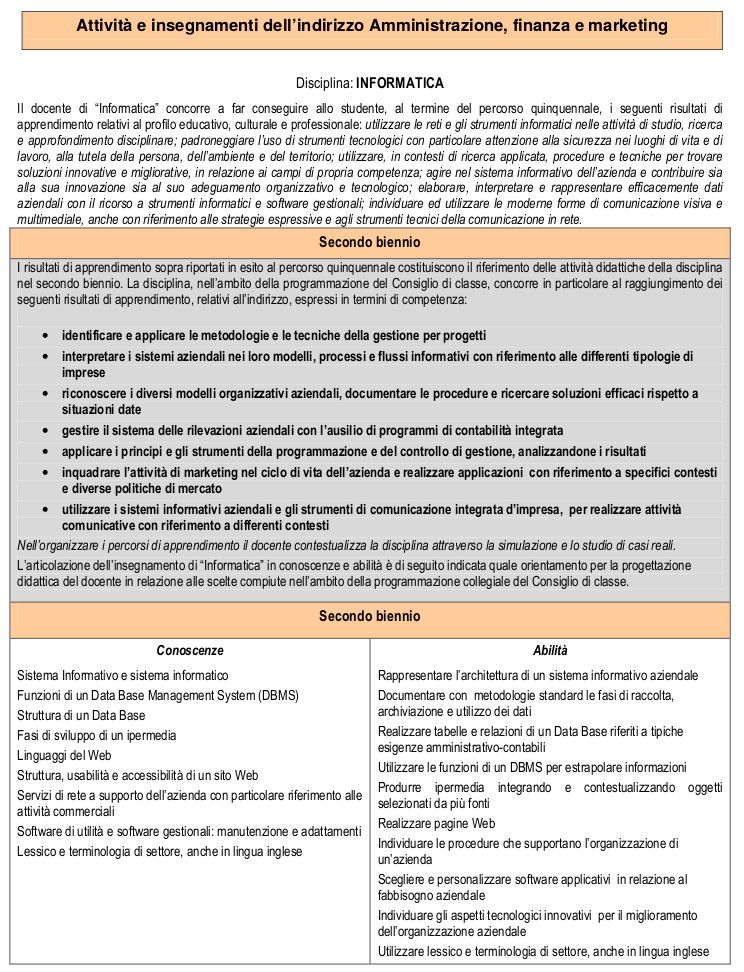 Attività e insegnamenti dell'indirizzo Amministrazione, finanza e marketing
Disciplina: INFORMATICA
Il docente di "Informatica" concorre a far conseguire allo studente, al termine del percorso quinquennale, i seguenti risultati di
apprendimento relativi al profilo educativo, culturale e professionale: utilizzare le reti e gli strumenti informatici nelle attività di studio, ricerca
e approfondimento disciplinare; padroneggiare l'uso di strumenti tecnologici con particolare attenzione alla sicurezza nei luoghi di vita e di
lavoro, alla tutela della persona, dell'ambiente e del territorio; utilizzare, in contesti di ricerca applicata, procedure e tecniche per trovare
soluzioni innovative e migliorative, in relazione ai campi di propria competenza; agire nel sistema informativo dell'azienda e contribuire sia
alla sua innovazione sia al suo adeguamento organizzativo e tecnologico; elaborare, interpretare e rappresentare efficacemente dati
aziendali con il ricorso a strumenti informatici e software gestionali; individuare ed utilizzare le moderne forme di comunicazione visiva e
multimediale, anche con riferimento alle strategie espressive e agli strumenti tecnici della comunicazione in rete.
Secondo biennio
I risultati di apprendimento sopra riportati in esito al percorso quinquennale costituiscono il riferimento delle attività didattiche della disciplina
nel secondo biennio. La disciplina, nell'ambito della programmazione del Consiglio di classe, concorre in particolare al raggiungimento dei
seguenti risultati di apprendimento, relativi all'indirizzo, espressi in termini di competenza:
• identificare e applicare le metodologie e le tecniche della gestione per progetti
• interpretare i sistemi aziendali nei loro modelli, processi e flussi informativi con riferimento alle differenti tipologie di
imprese
• riconoscere i diversi modelli organizzativi aziendali, documentare le procedure e ricercare soluzioni efficaci rispetto a
situazioni date
• gestire il sistema delle rilevazioni aziendali con l'ausilio di programmi di contabilità integrata
• applicare i principi e gli strumenti della programmazione e del controllo di gestione, analizzandone i risultati
• inquadrare l'attività di marketing nel ciclo di vita dell'azienda e realizzare applicazioni con riferimento a specifici contesti
e diverse politiche di mercato
• utilizzare i sistemi informativi aziendali e gli strumenti di comunicazione integrata d'impresa, per realizzare attività
comunicative con riferimento a differenti contesti
Nell'organizzare i percorsi di apprendimento il docente contestualizza la disciplina attraverso la simulazione e lo studio di casi reali.
L'articolazione dell'insegnamento di "Informatica" in conoscenze e abilità è di seguito indicata quale orientamento per la progettazione
didattica del docente in relazione alle scelte compiute nell'ambito della programmazione collegiale del Consiglio di classe.
Secondo biennio
Conoscenze
Sistema Informativo e sistema informatico
Funzioni di un Data Base Management System (DBMS)
Struttura di un Data Base
Fasi di sviluppo di un ipermedia
Linguaggi del Web
Struttura, usabilità e accessibilità di un sito Web
Servizi di rete a supporto dell'azienda con particolare riferimento alle
attività commerciali
Software di utilità e software gestionali: manutenzione e adattamenti
Lessico e terminologia di settore, anche in lingua inglese
Abilità
Rappresentare l'architettura di un sistema informativo aziendale
Documentare con metodologie standard le fasi di raccolta,
archiviazione e utilizzo dei dati
Realizzare tabelle e relazioni di un Data Base riferiti a tipiche
esigenze amministrativo-contabili
Utilizzare le funzioni di un DBMS per estrapolare informazioni
Produrre ipermedia integrando e contestualizzando oggetti
selezionati da più fonti
Realizzare pagine Web
Individuare le procedure che supportano l'organizzazione di
un'azienda
Scegliere e personalizzare software applicativi in relazione al
fabbisogno aziendale
Individuare gli aspetti tecnologici innovativi per il miglioramento
dell'organizzazione aziendale
Utilizzare lessico e terminologia di settore, anche in lingua inglese